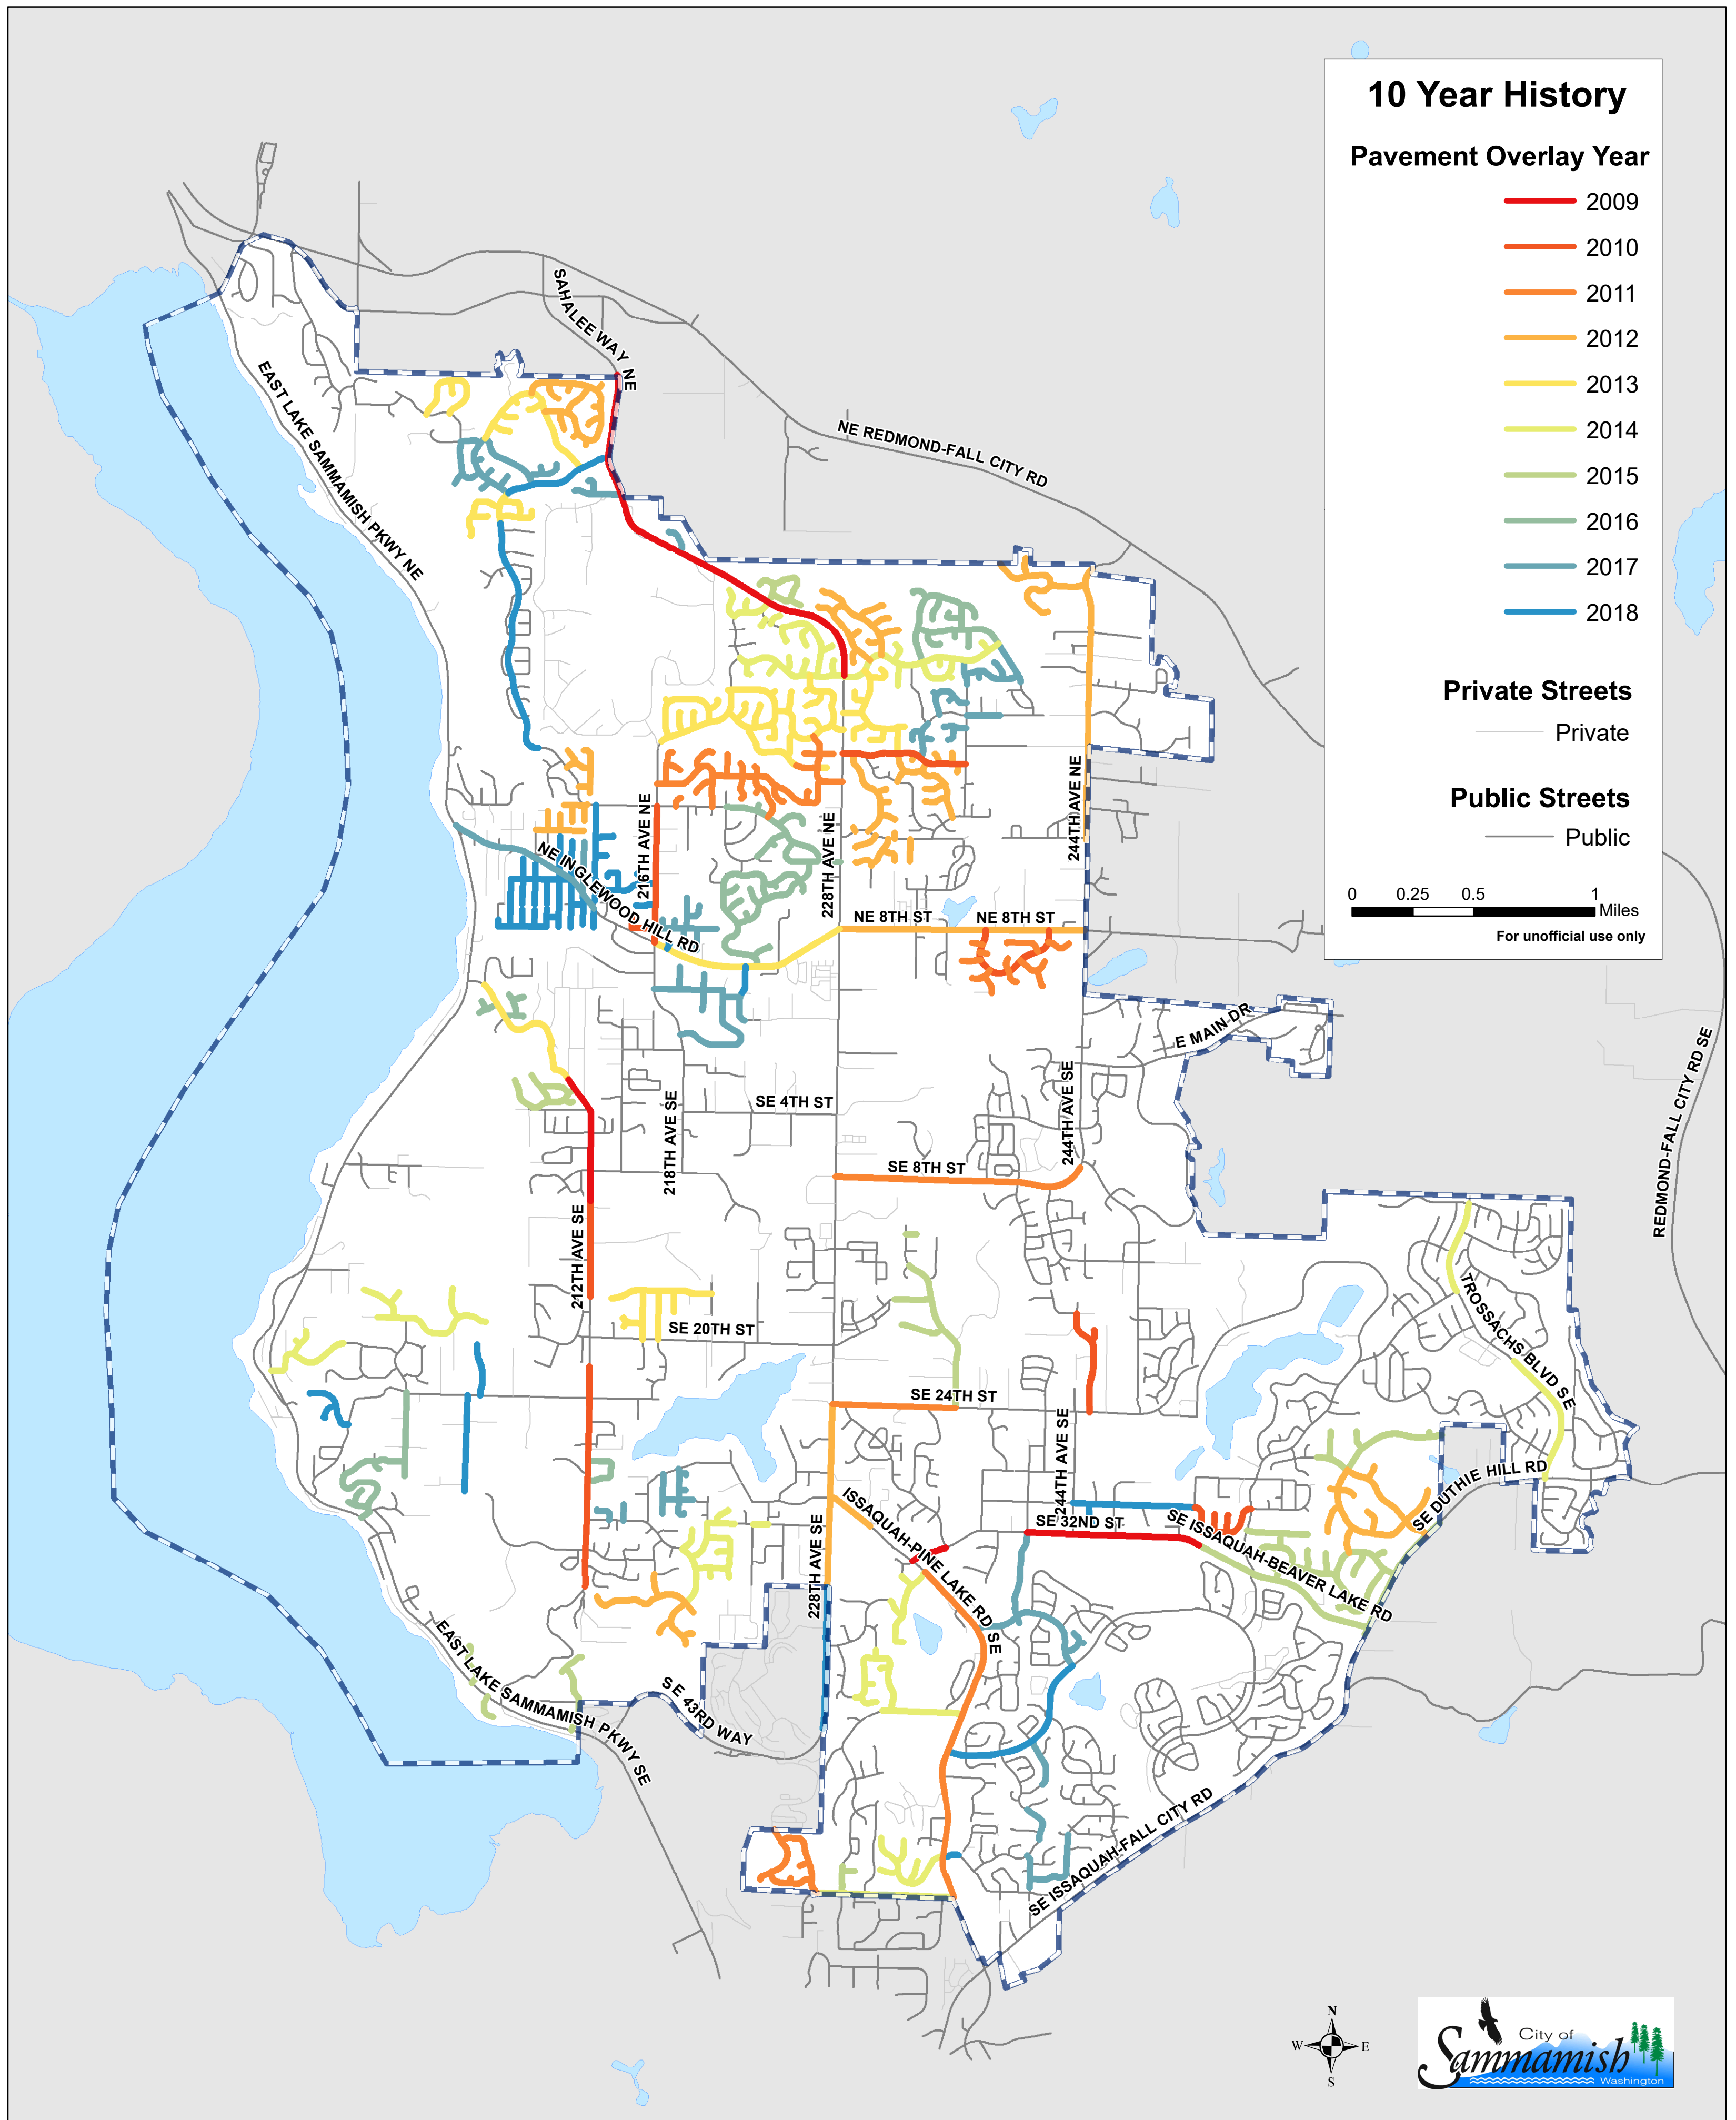 10 Year History
Pavement Overlay Year
2009
2010
2011
2012
2013
2014
2015
2016
2017
2018
Private Streets
Private
Public Streets
Public
0 0.25 0.5 1
Miles
For unofficial use only
SAHALEE WAY NE
EAST LAKE SAMMAMISH PKWY NE
NE REDMOND-FALL CITY RD
244TH AVE NE
216TH AVE NE
228TH AVE NE
NE INGLEWOOD HILL RD
NE 8TH ST
NE 8TH ST
E MAIN DR
REDMOND-FALL CITY RD SE
244TH AVE SE
SE 4TH ST
218TH AVE SE
SE 8TH ST
212TH AVE SE
SE 20TH ST
TROSSACHS BLVD SE
SE 24TH ST
244TH AVE SE
SE DUTHIE HILL RD
ISSAQUAH-PINE LAKE RD SE
SE 32ND ST
SE ISSAQUAH-BEAVER LAKE RD
228TH AVE SE
EAST LAKE SAMMAMISH PKWY SE
SE 43RD WAY
SE ISSAQUAH-FALL CITY RD
N
W E
S
City of
Sammamish
Washington